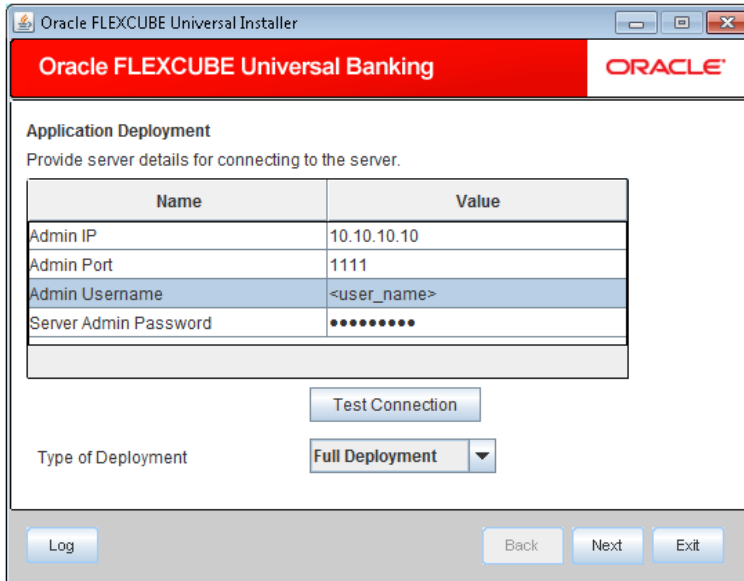 Oracle FLEXCUBE Universal Installer
Oracle FLEXCUBE Universal Banking
ORACLE
Application Deployment
Provide server details for connecting to the server.
Name Value
Admin IP 10.10.10.10
Admin Port 1111
Admin Username <user_name>
Server Admin Password •••••••••
Test Connection
Type of Deployment Full Deployment
Log Back Next Exit